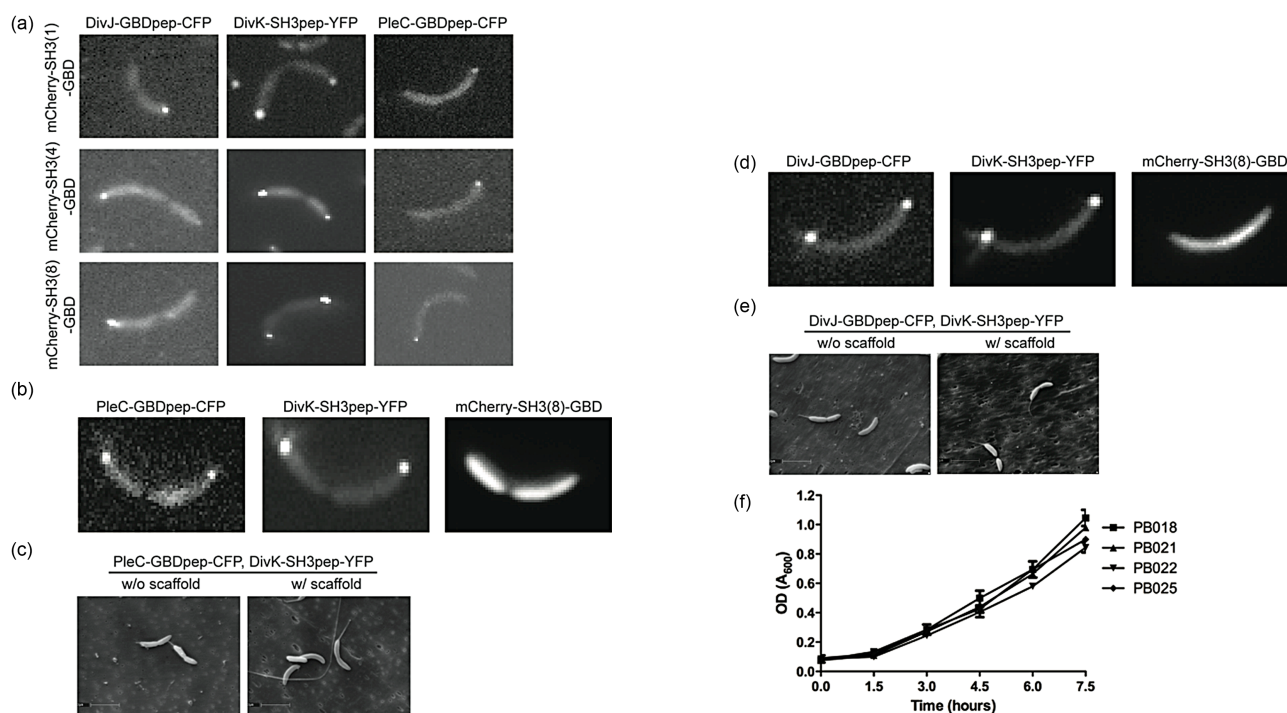 (a)
DivJ-GBDpep-CFP DivK-SH3pep-YFP PleC-GBDpep-CFP
mCherry-SH3(1)
-GBD
mCherry-SH3(4)
-GBD
mCherry-SH3(8)
-GBD
(b)
PleC-GBDpep-CFP DivK-SH3pep-YFP mCherry-SH3(8)-GBD
(c)
PleC-GBDpep-CFP, DivK-SH3pep-YFP
w/o scaffold w/ scaffold
(d)
DivJ-GBDpep-CFP DivK-SH3pep-YFP mCherry-SH3(8)-GBD
(e)
DivJ-GBDpep-CFP, DivK-SH3pep-YFP
w/o scaffold w/ scaffold
(f)
OD (A600)
1.2
1.0
0.8
0.6
0.4
0.2
0.0
0.0 1.5 3.0 4.5 6.0 7.5
Time (hours)
PB018
PB021
PB022
PB025